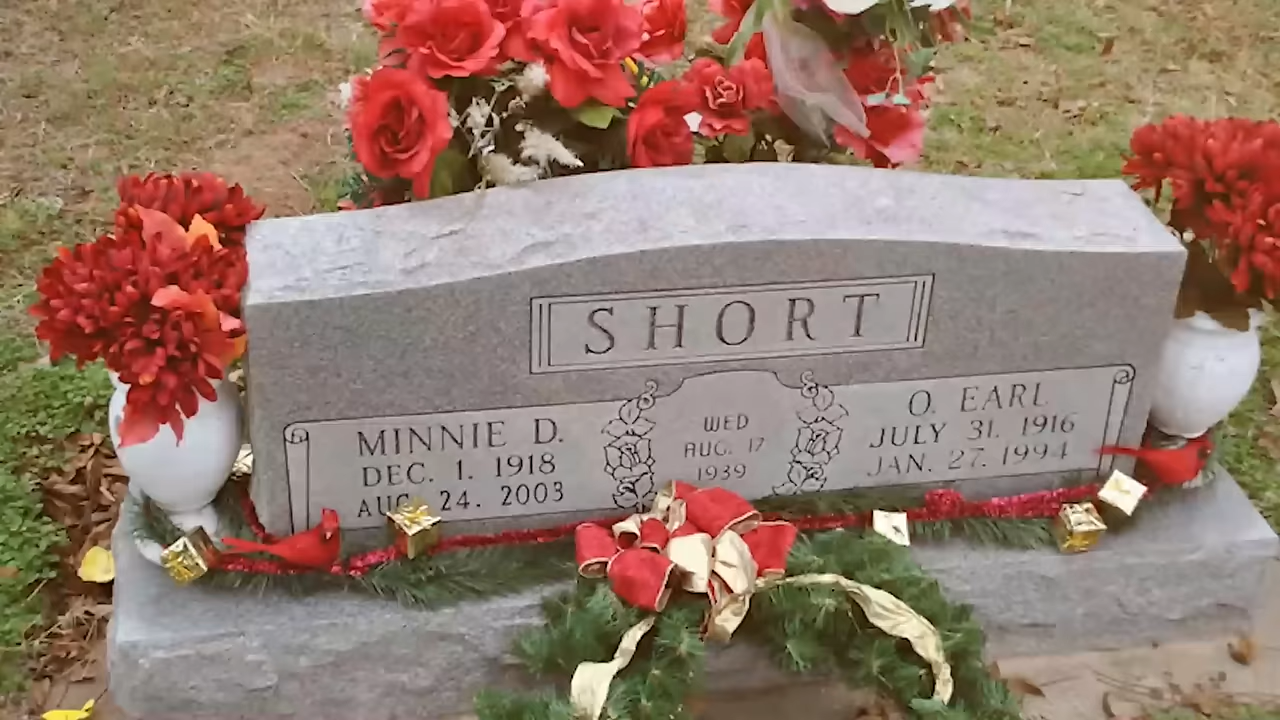 SHORT
MINNIE D.
DEC. 1. 1918
AUG 24. 2003
WED
AUG. 17
1939
O. EARL
JULY 31. 1916
JAN. 27. 1994